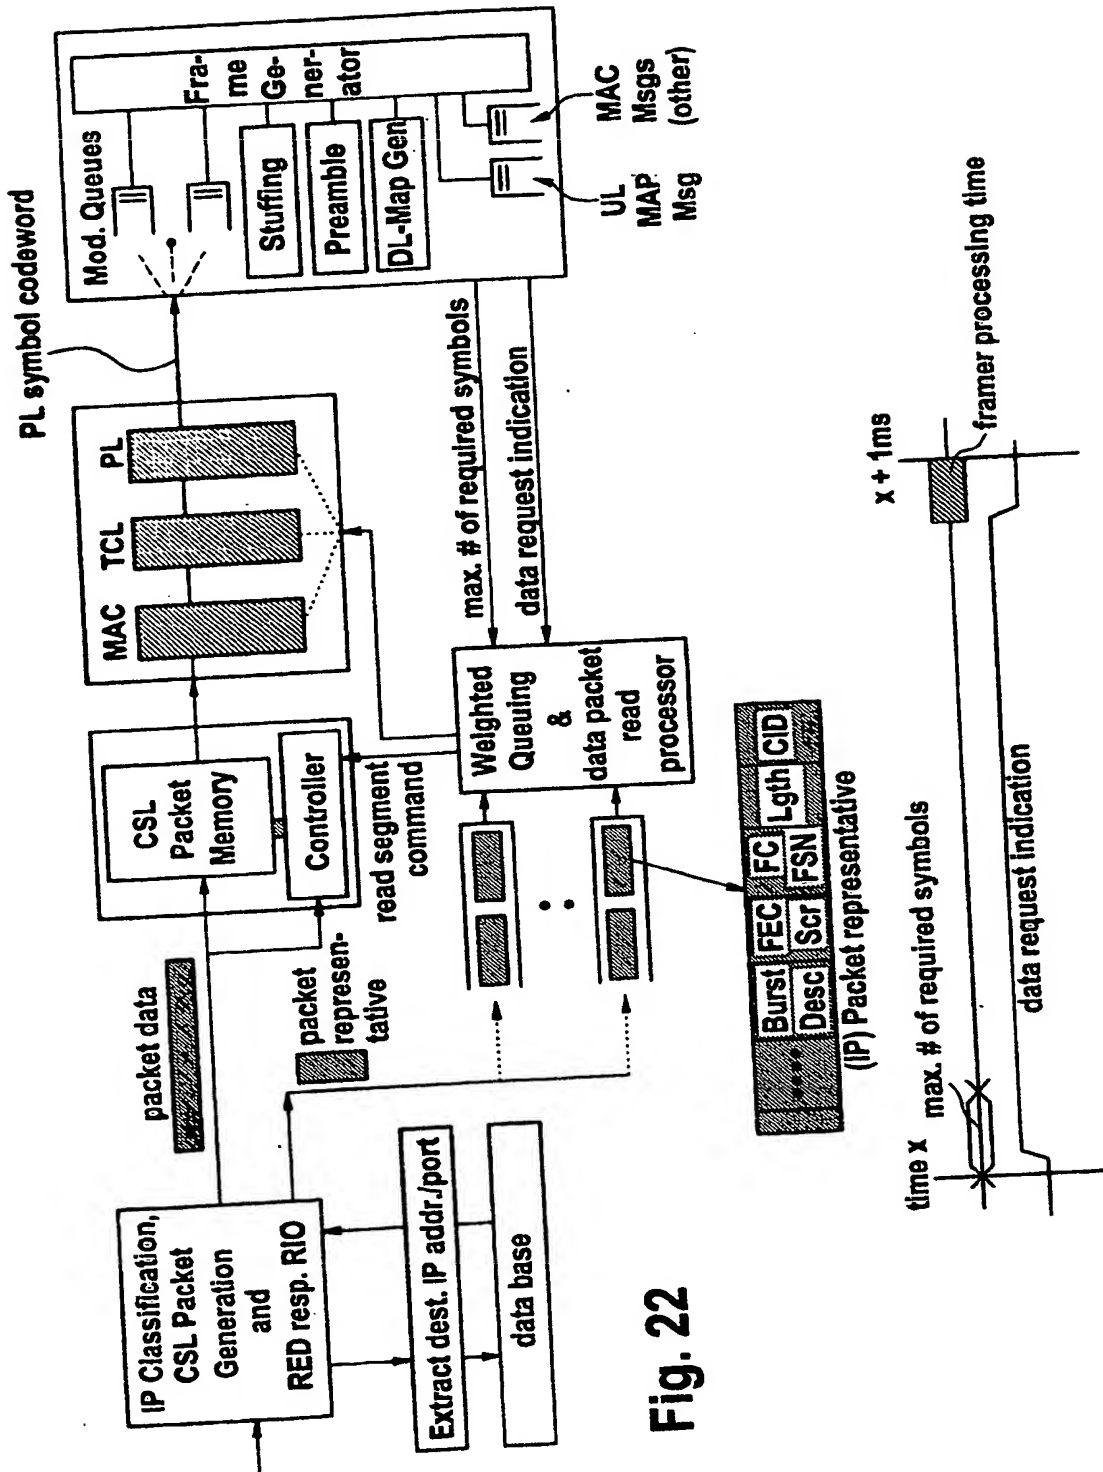 IP Classification,
CSL Packet
Generation
and
RED resp. RIO
Extract dest. IP addr./port
data base
packet data
packet
represen-
tative
CSL
Packet
Memory
Controller
read segment
command
MAC
TCL
PL
PL symbol codeword
Mod. Queues
Fra-
me
Ge-
ner-
ator
Stuffing
Preamble
DL-Map Gen
UL
MAP
Msg
MAC
Msgs
(other)
max. # of required symbols
data request indication
Weighted
Queuing
&
data packet
read
processor
Burst FEC FC Lgth CID
Desc Scr FSN
(IP) Packet representative
time x
max. # of required symbols
data request indication
x + 1ms
framer processing time
Fig. 22